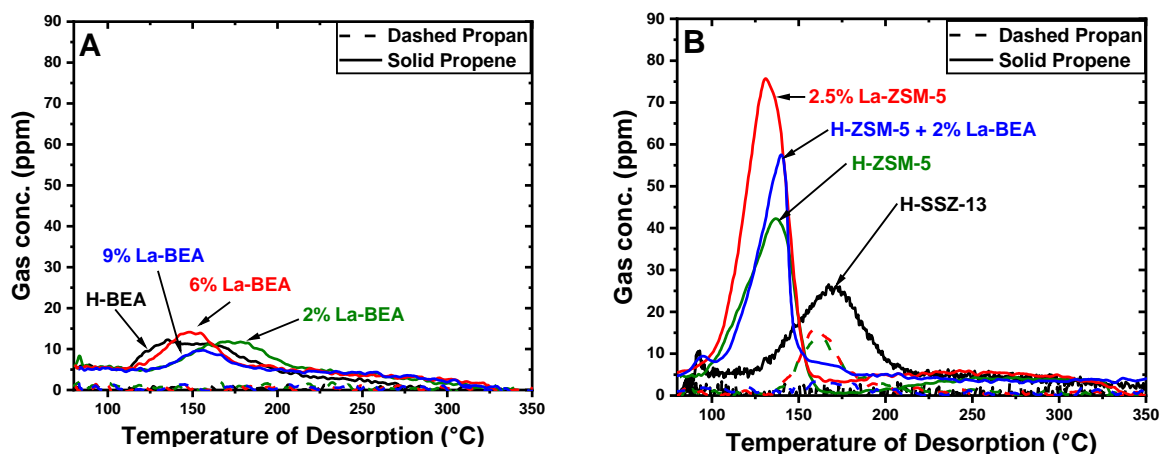 A
Dashed Propan
Solid Propene
9% La-BEA
H-BEA
6% La-BEA
2% La-BEA
Gas conc. (ppm)
90
80
70
60
50
40
30
20
10
0
100 150 200 250 300 350
Temperature of Desorption (°C)
B
Dashed Propan
Solid Propene
2.5% La-ZSM-5
H-ZSM-5 + 2% La-BEA
H-ZSM-5
H-SSZ-13
Gas conc. (ppm)
90
80
70
60
50
40
30
20
10
0
100 150 200 250 300 350
Temperature of Desorption (°C)